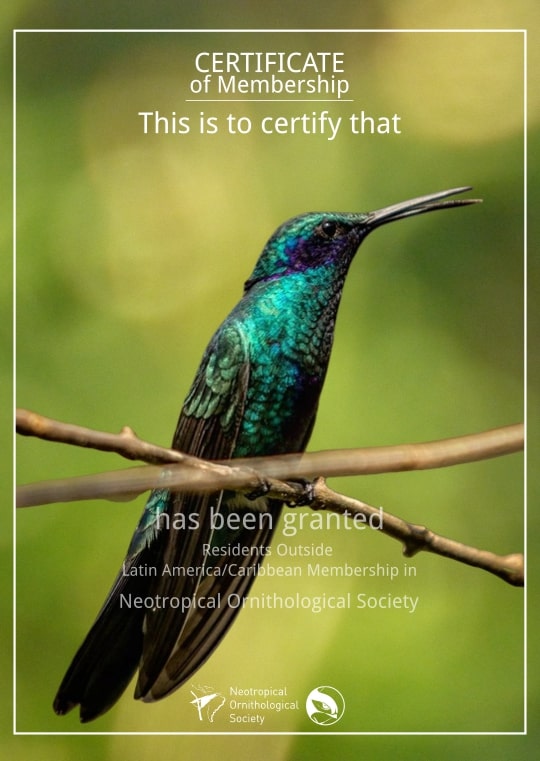 CERTIFICATE
of Membership
This is to certify that
has been granted
Residents Outside
Latin America/Caribbean Membership in
Neotropical Ornithological Society
Neotropical
Ornithological
Society